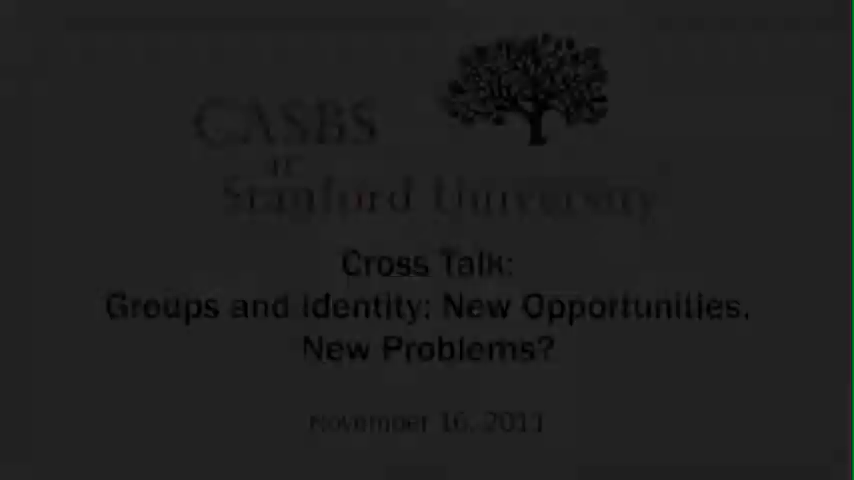 CASBS
AT
Stanford University
Cross Talk:
Groups and Identity: New Opportunities,
New Problems?
November 16, 2011